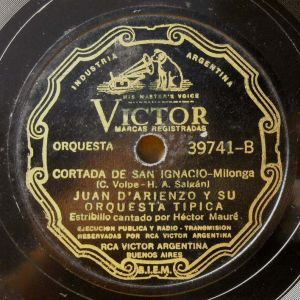 INDUSTRIA ARGENTINA
HIS MASTER'S VOICE
VICTOR
MARCAS REGISTRADAS
ORQUESTA 39741-B
CORTADA DE SAN IGNACIO-Milonga
(C. Volpe - H. A. Salgán)
JUAN D'ARIENZO Y SU
ORQUESTA TIPICA
Estribillo cantado por Héctor Mauré
EJECUCION PUBLICA Y RADIO - TRANSMISION
RESERVADAS POR RCA VICTOR ARGENTINA
RCA VICTOR ARGENTINA
BUENOS AIRES
B.I.E.M.